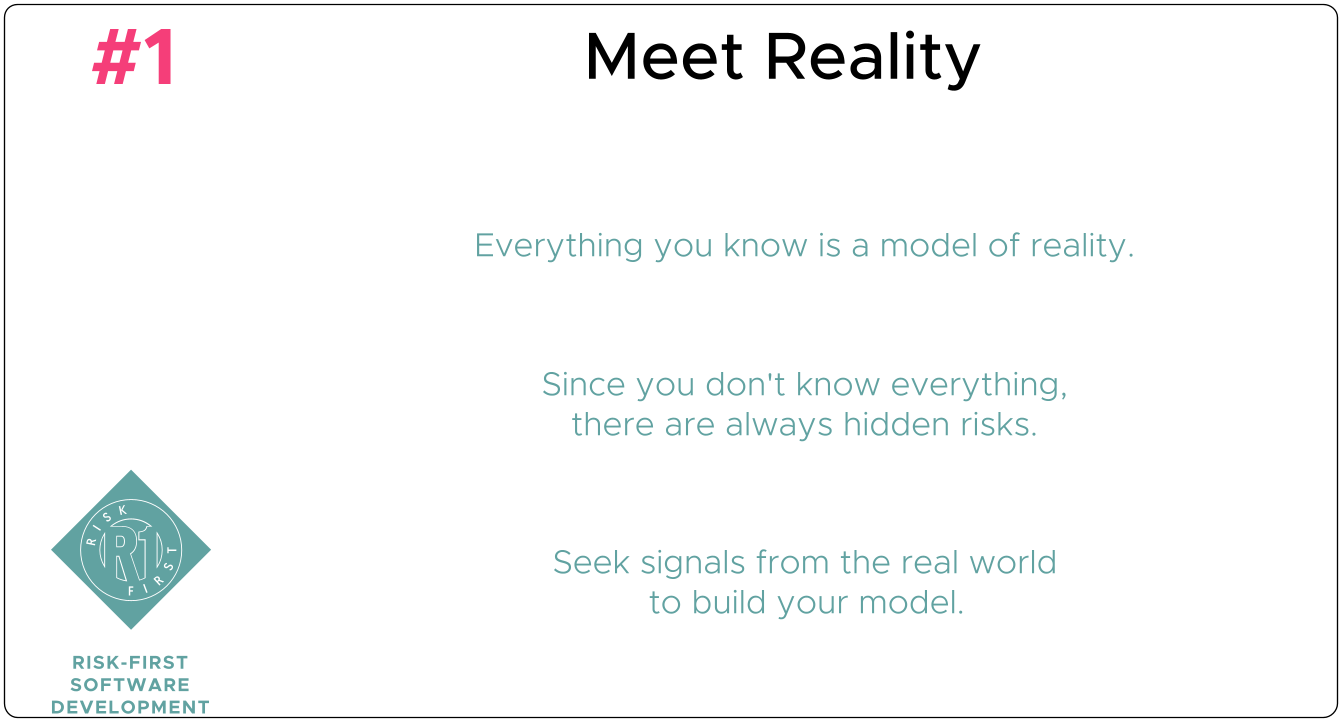 #1
Meet Reality
Everything you know is a model of reality.
Since you don't know everything,
there are always hidden risks.
Seek signals from the real world
to build your model.
RISK
R1
FIRST
RISK-FIRST
SOFTWARE
DEVELOPMENT